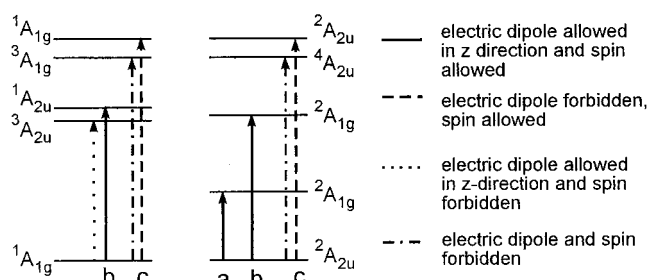 ¹A₁g
³A₁g
¹A₂u
³A₂u
¹A₁g
b c
²A₂u
⁴A₂u
²A₁g
²A₁g
²A₂u
a b c
electric dipole allowed
in z direction and spin
allowed
electric dipole forbidden,
spin allowed
electric dipole allowed
in z-direction and spin
forbidden
electric dipole and spin
forbidden